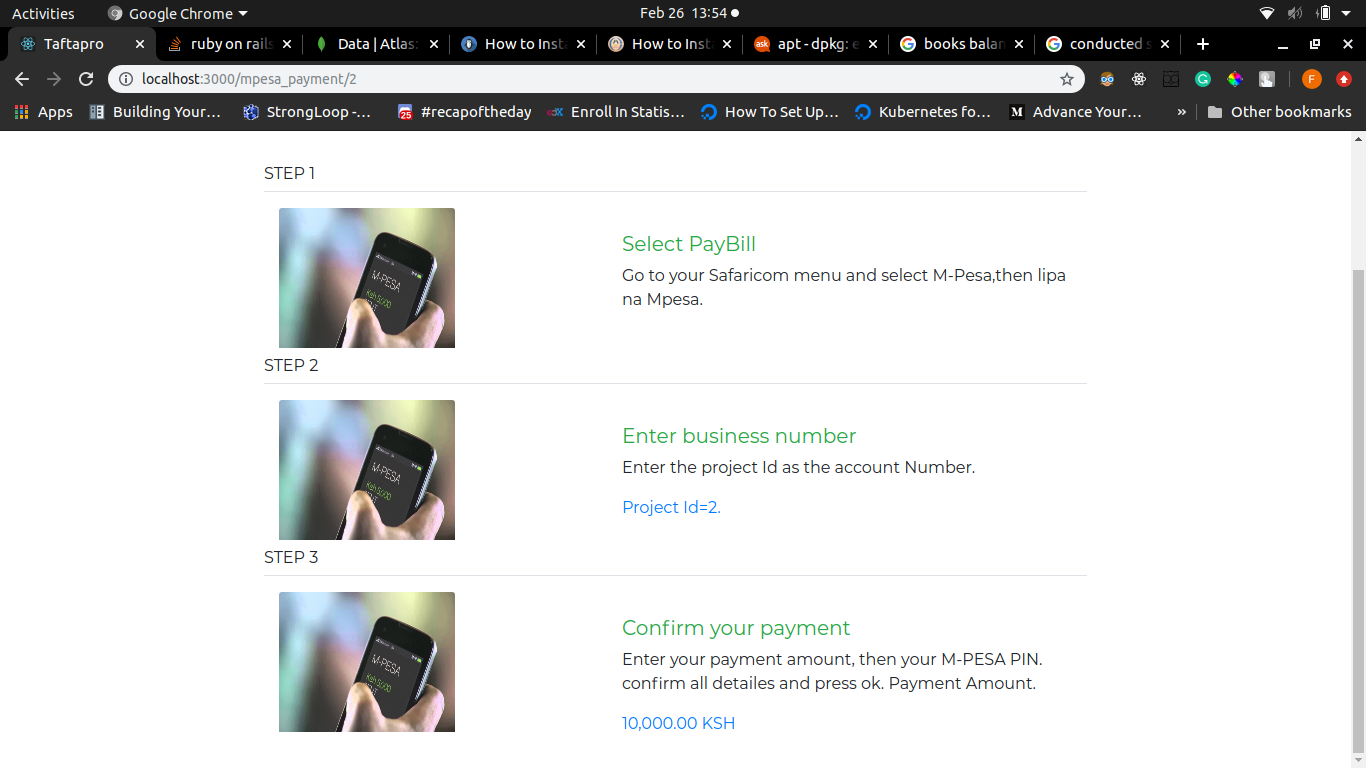 Activities
Google Chrome
Feb 26 13:54
Taftapro
ruby on rails
Data | Atlas:
How to Inst
How to Inst
ask
apt - dpkg: e
books balan
conducted s
localhost:3000/mpesa_payment/2
F
Apps
Building Your...
StrongLoop -...
25
#recapoftheday
edX
Enroll In Statis...
How To Set Up...
Kubernetes fo...
M
Advance Your...
»
Other bookmarks
STEP 1
M-PESA
Select PayBill
Go to your Safaricom menu and select M-Pesa,then lipa
na Mpesa.
STEP 2
M-PESA
Enter business number
Enter the project Id as the account Number.
Project Id=2.
STEP 3
M-PESA
Confirm your payment
Enter your payment amount, then your M-PESA PIN.
confirm all detailes and press ok. Payment Amount.
10,000.00 KSH